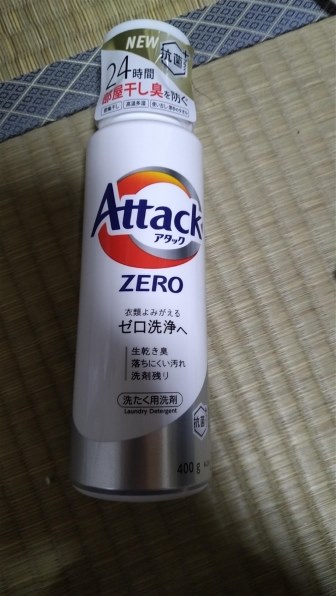 NEW
抗菌+
24時間
部屋干し臭を防ぐ
Attack
アタック
ZERO
衣類よみがえる
ゼロ洗浄へ
生乾き臭
落ちにくい汚れ
洗剤残り
洗たく用洗剤
Laundry Detergent
抗菌+
400 g